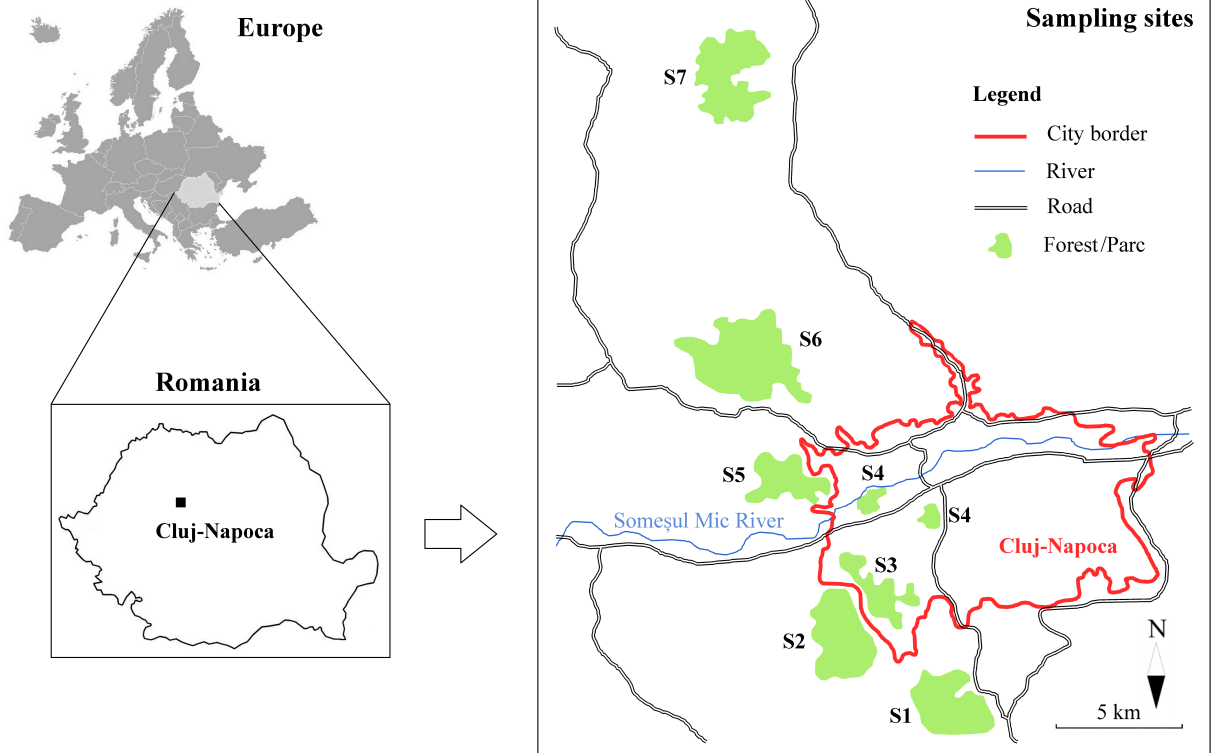 Europe
Romania
Cluj-Napoca
Sampling sites
Legend
City border
River
Road
Forest/Parc
S7
S6
S5
S4
S4
Someșul Mic River
Cluj-Napoca
S3
S2
S1
N
5 km